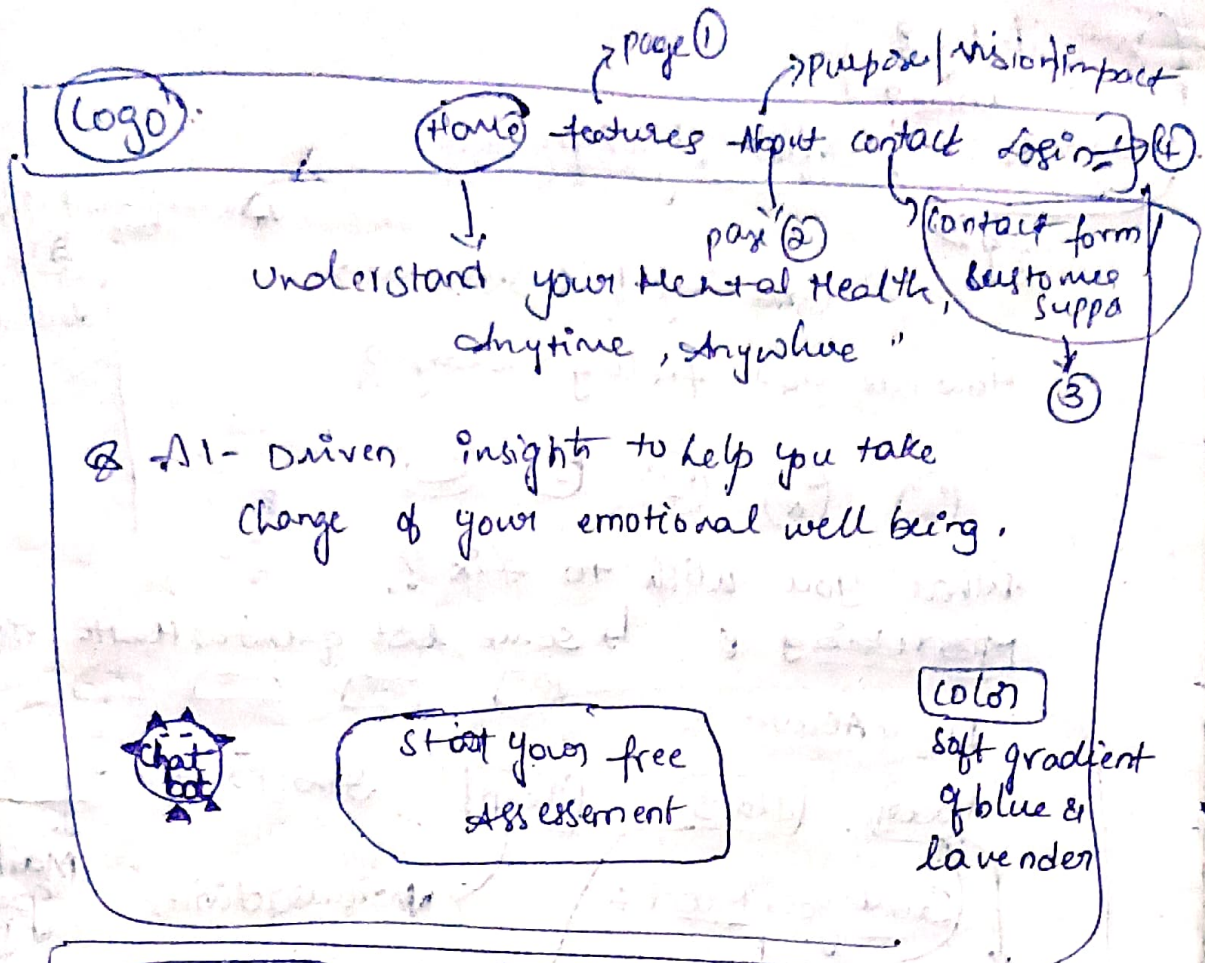 page ①
purpose/vision/impact
Logo
Home features About contact Login ④
page ②
Contact form
customer
suppo
③
understand your Mental Health,
Anytime, Anywhere"
AI- Driven insights to help you take
Charge of your emotional well being.
Chat
bot
Start your free
Assessement
color
soft gradient
of blue &
lavender